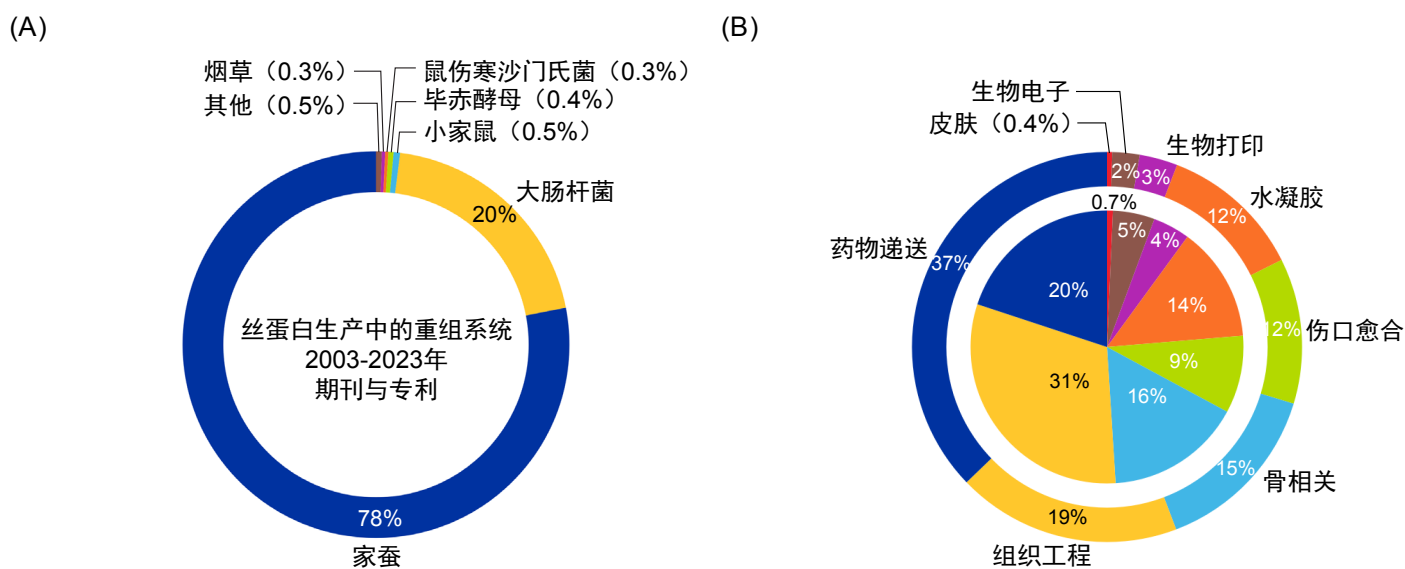 (A)
烟草（0.3%）
其他（0.5%）
鼠伤寒沙门氏菌（0.3%）
毕赤酵母（0.4%）
小家鼠（0.5%）
大肠杆菌
20%
丝蛋白生产中的重组系统
2003-2023年
期刊与专利
78%
家蚕
(B)
生物电子
皮肤（0.4%）
生物打印
水凝胶
药物递送
伤口愈合
骨相关
组织工程
2%
3%
12%
12%
15%
19%
37%
0.7%
5%
4%
14%
9%
16%
31%
20%